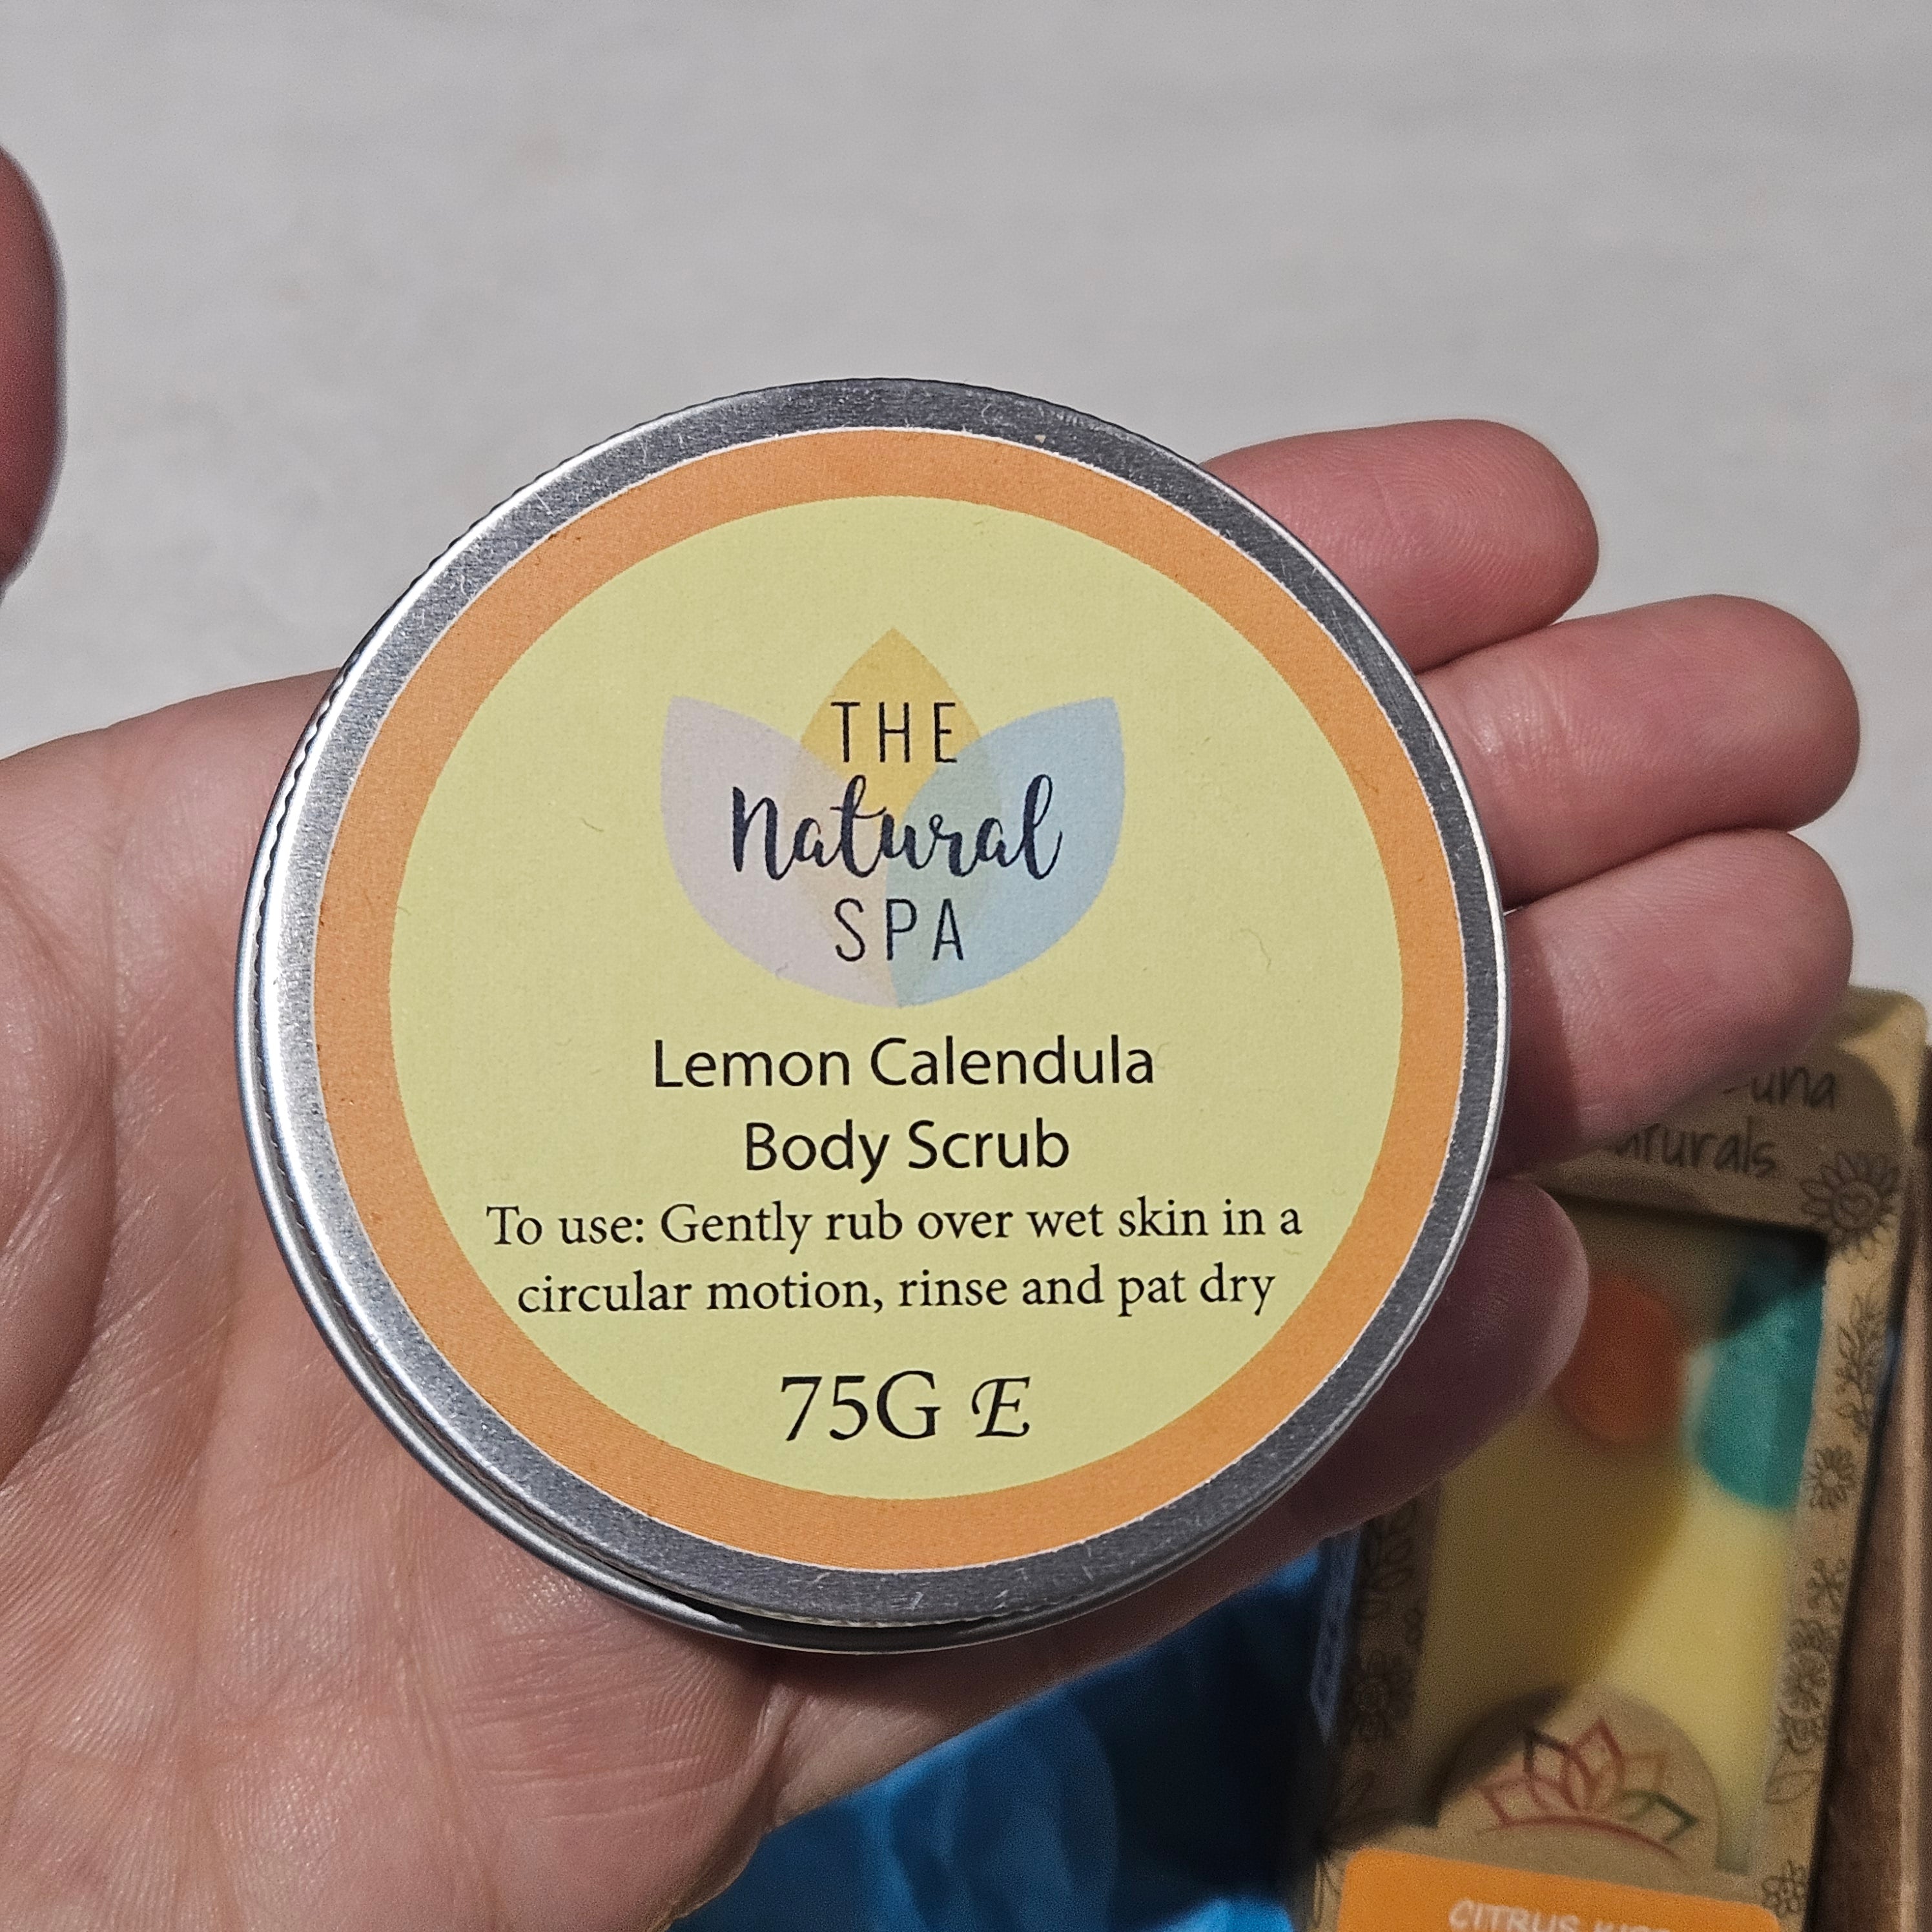 THE
Natural
SPA
Lemon Calendula
Body Scrub
To use: Gently rub over wet skin in a
circular motion, rinse and pat dry
75G E
CITRUS